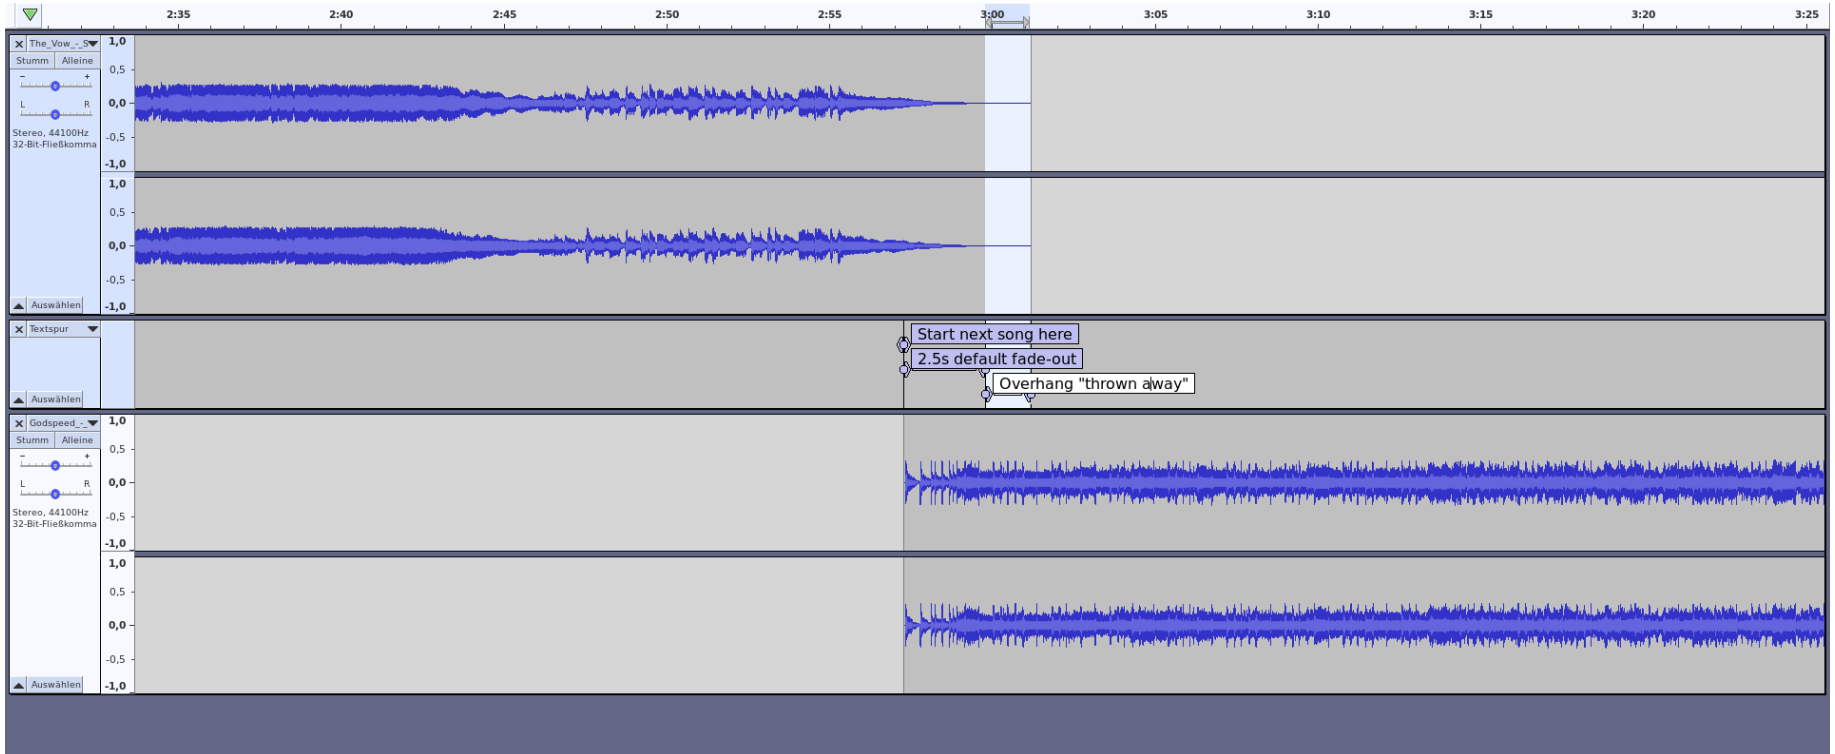 2:35 2:40 2:45 2:50 2:55 3:00 3:05 3:10 3:15 3:20 3:25
The_Vow_-_S
Stumm Alleine
- +
L R
Stereo, 44100Hz
32-Bit-Fließkomma
Auswählen
1,0
0,5
0,0
-0,5
-1,0
1,0
0,5
0,0
-0,5
-1,0
Textspur
Auswählen
Start next song here
2.5s default fade-out
Overhang "thrown away"
Godspeed_-_
Stumm Alleine
- +
L R
Stereo, 44100Hz
32-Bit-Fließkomma
Auswählen
1,0
0,5
0,0
-0,5
-1,0
1,0
0,5
0,0
-0,5
-1,0